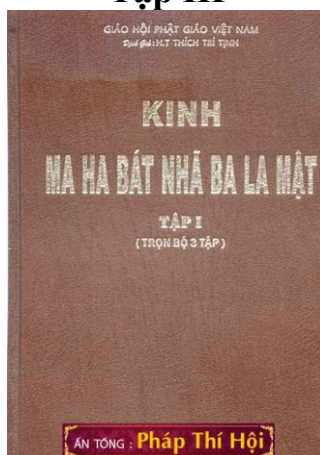 Tập III
GIÁO HỘI PHẬT GIÁO VIỆT NAM
Dịch giả: H.T THÍCH TRÍ TỊNH
KINH
MA HA BÁT NHÃ BA LA MẬT
TẬP I
(TRỌN BỘ 3 TẬP)
ẤN TỐNG : Pháp Thí Hội